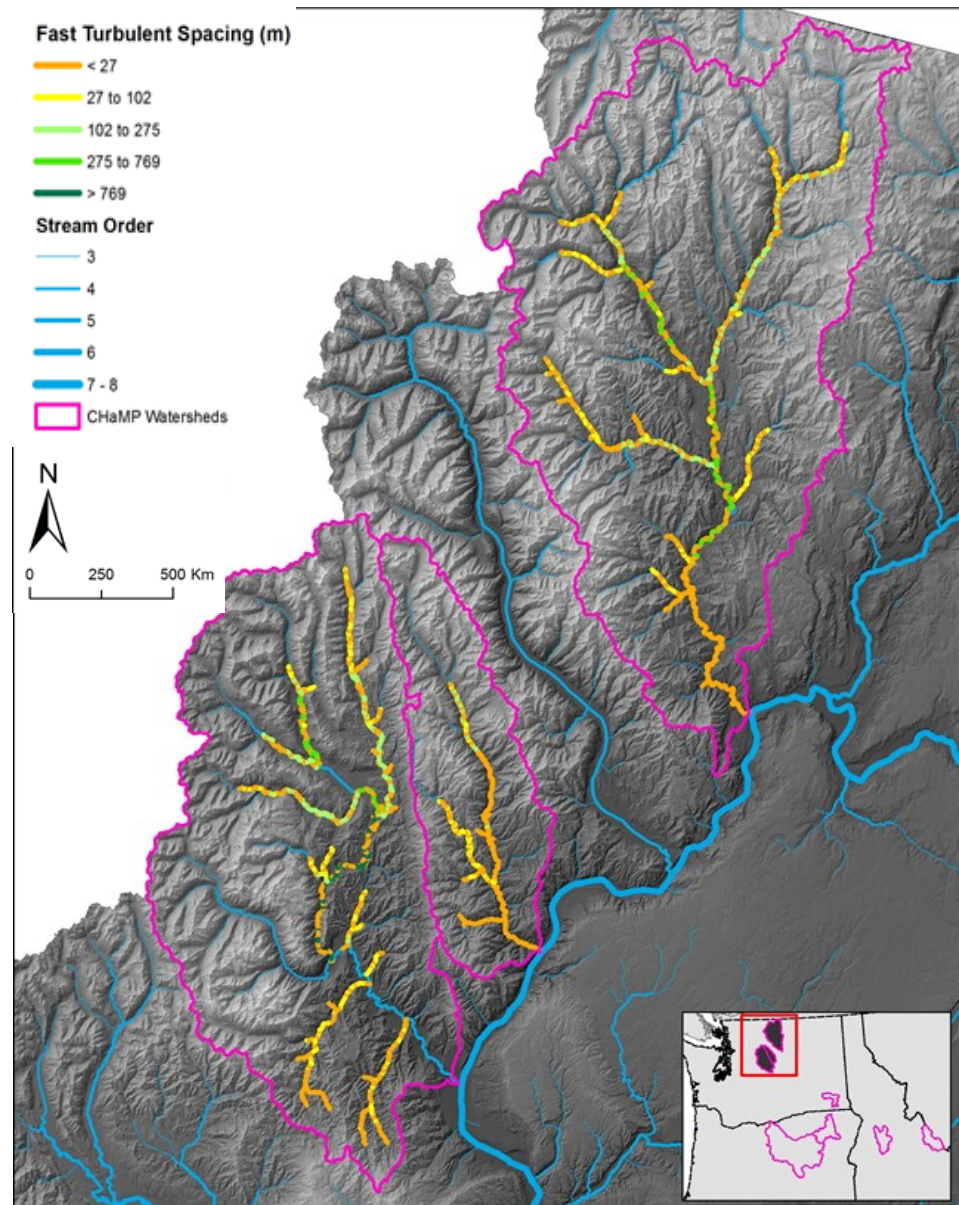 Fast Turbulent Spacing (m)
< 27
27 to 102
102 to 275
275 to 769
> 769
Stream Order
3
4
5
6
7 - 8
CHaMP Watersheds
N
0 250 500 Km